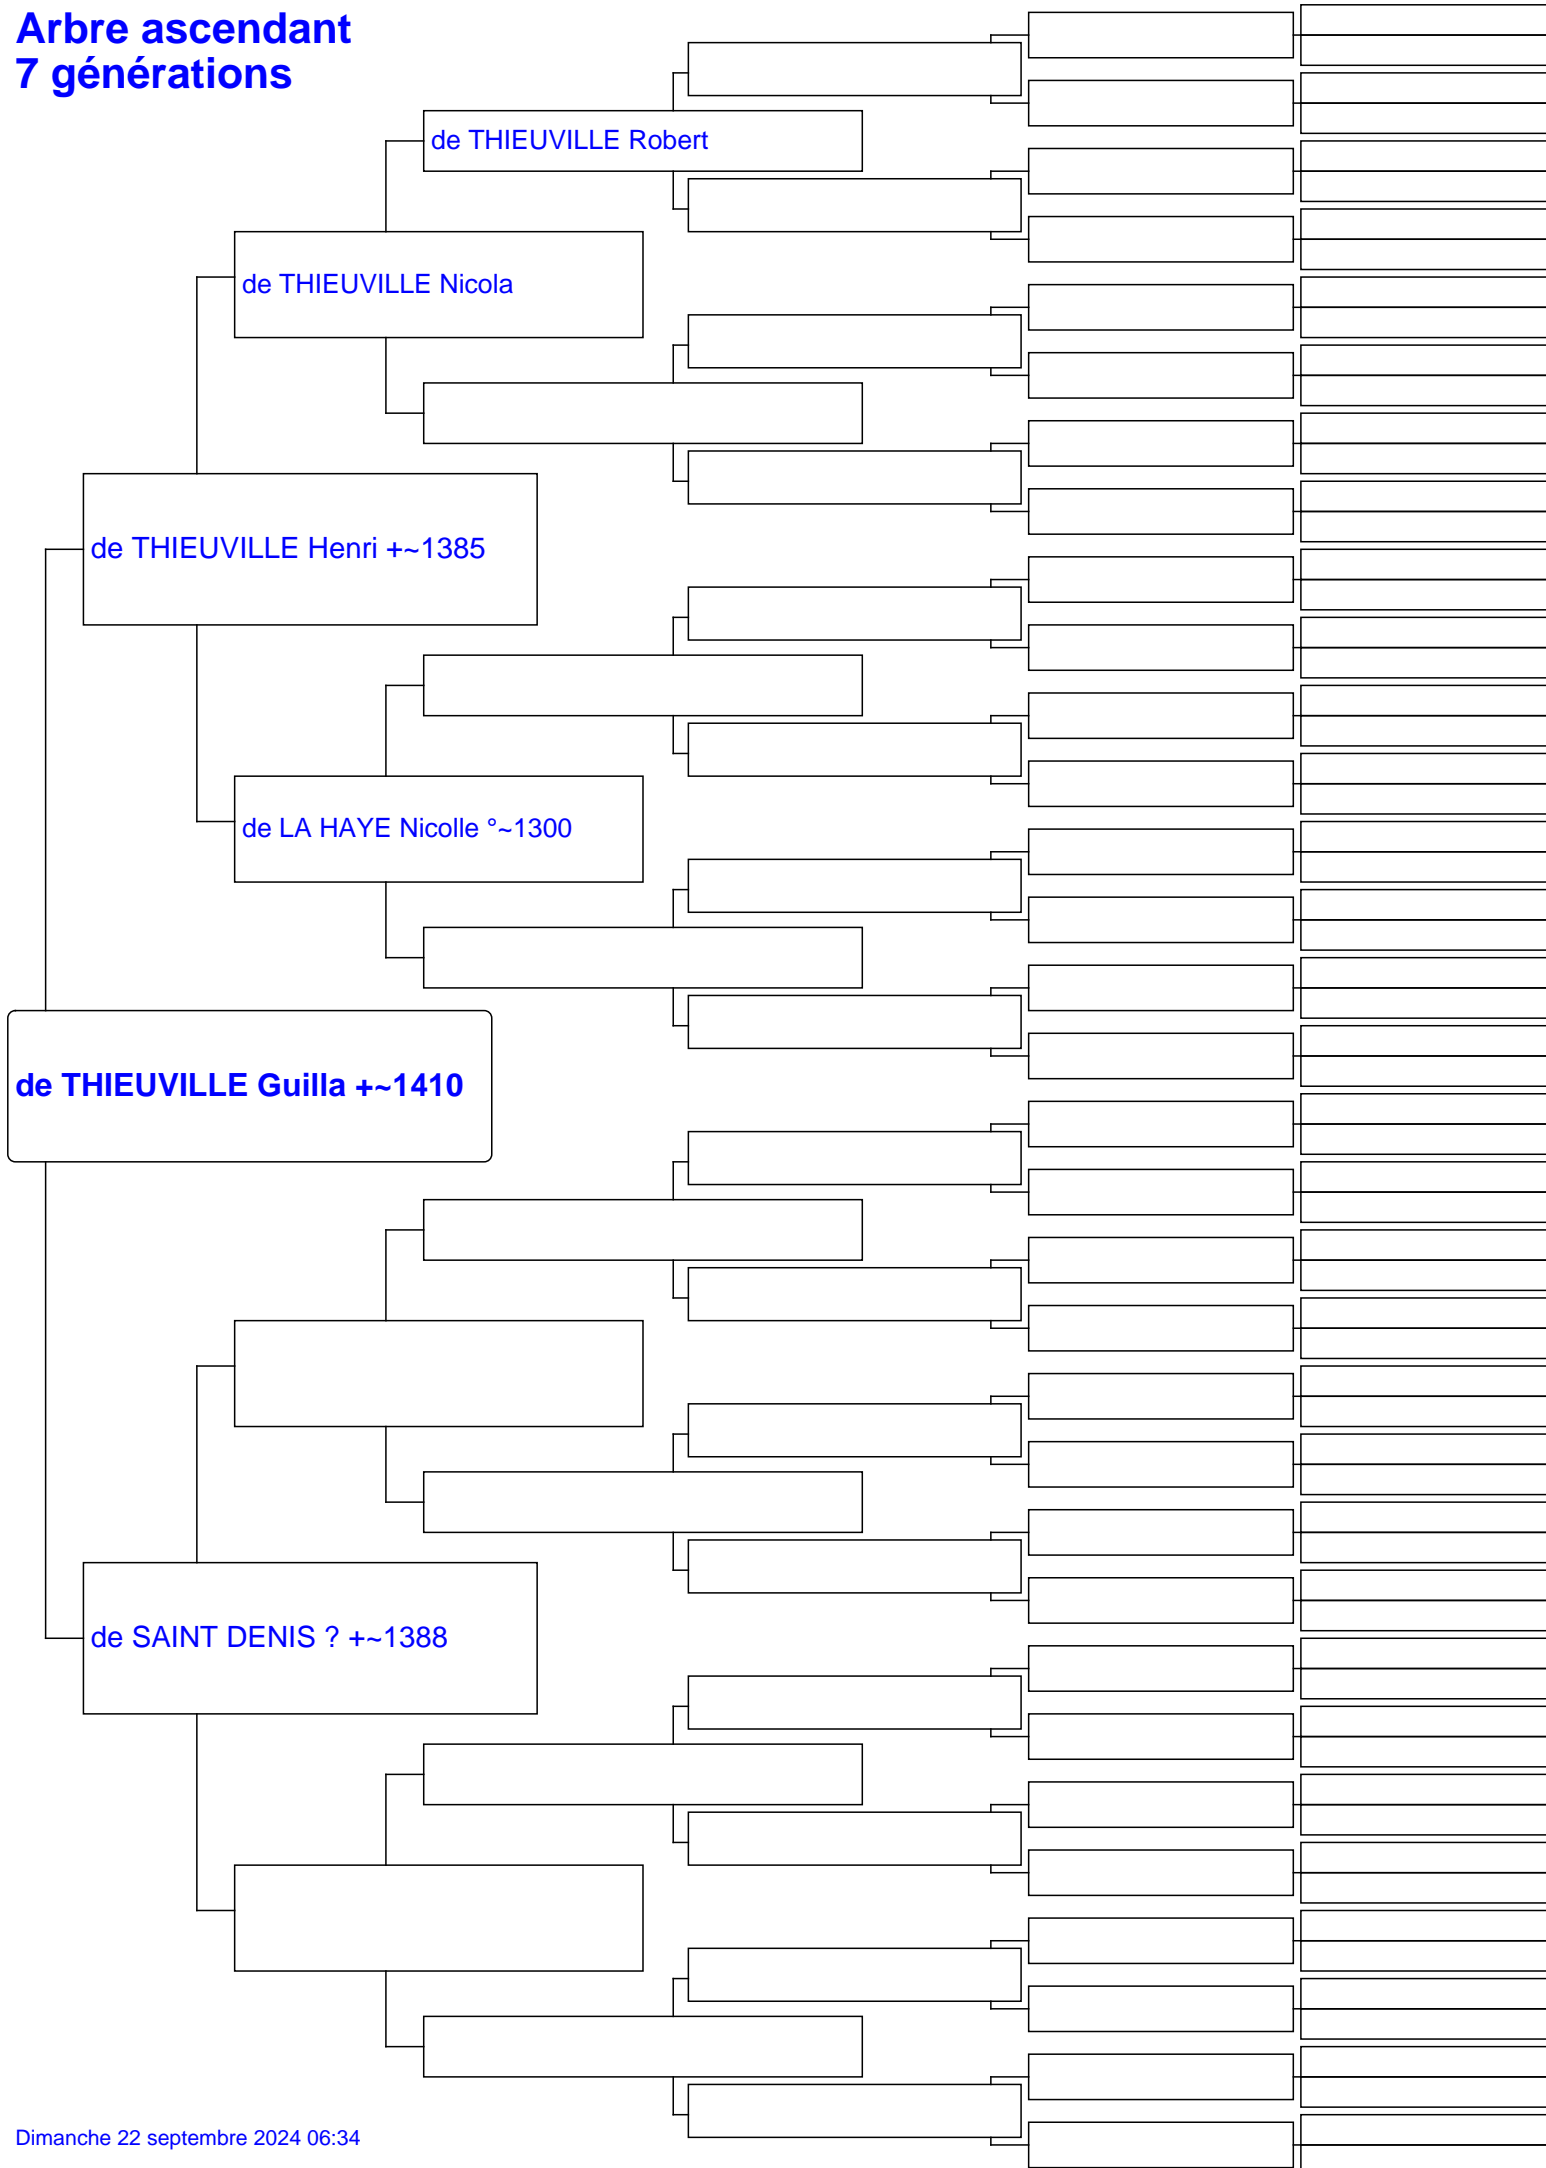 Arbre ascendant
7 générations
de THIEUVILLE Robert
de THIEUVILLE Nicola
de THIEUVILLE Henri +~1385
de LA HAYE Nicolle °~1300
de THIEUVILLE Guilla +~1410
de SAINT DENIS ? +~1388
Dimanche 22 septembre 2024 06:34